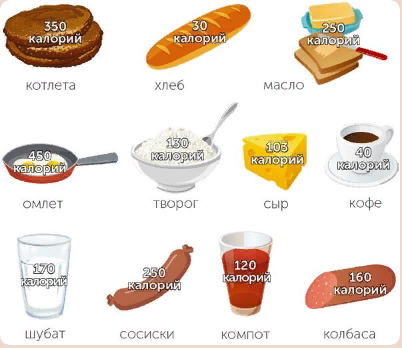 350
калорий
30
калорий
250
калорий
котлета
хлеб
масло
450
калорий
130
калорий
103
калорий
40
калорий
омлет
творог
сыр
кофе
170
калорий
250
калорий
120
калорий
160
калорий
шубат
сосиски
компот
колбаса